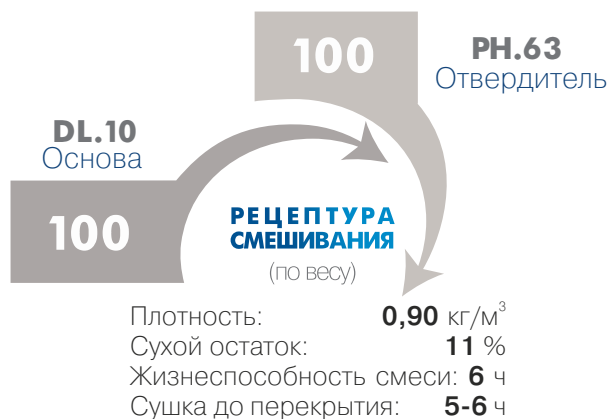 100
PH.63
Отвердитель
DL.10
Основа
100
РЕЦЕПТУРА
СМЕШИВАНИЯ
(по весу)
Плотность: 0,90 кг/м³
Сухой остаток: 11 %
Жизнеспособность смеси: 6 ч
Сушка до перекрытия: 5-6 ч